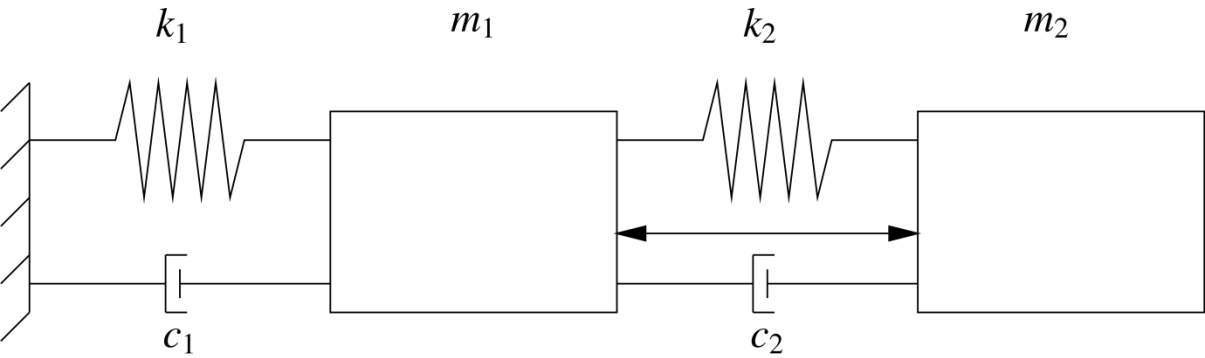 k₁ m₁ k₂ m₂
c₁ c₂